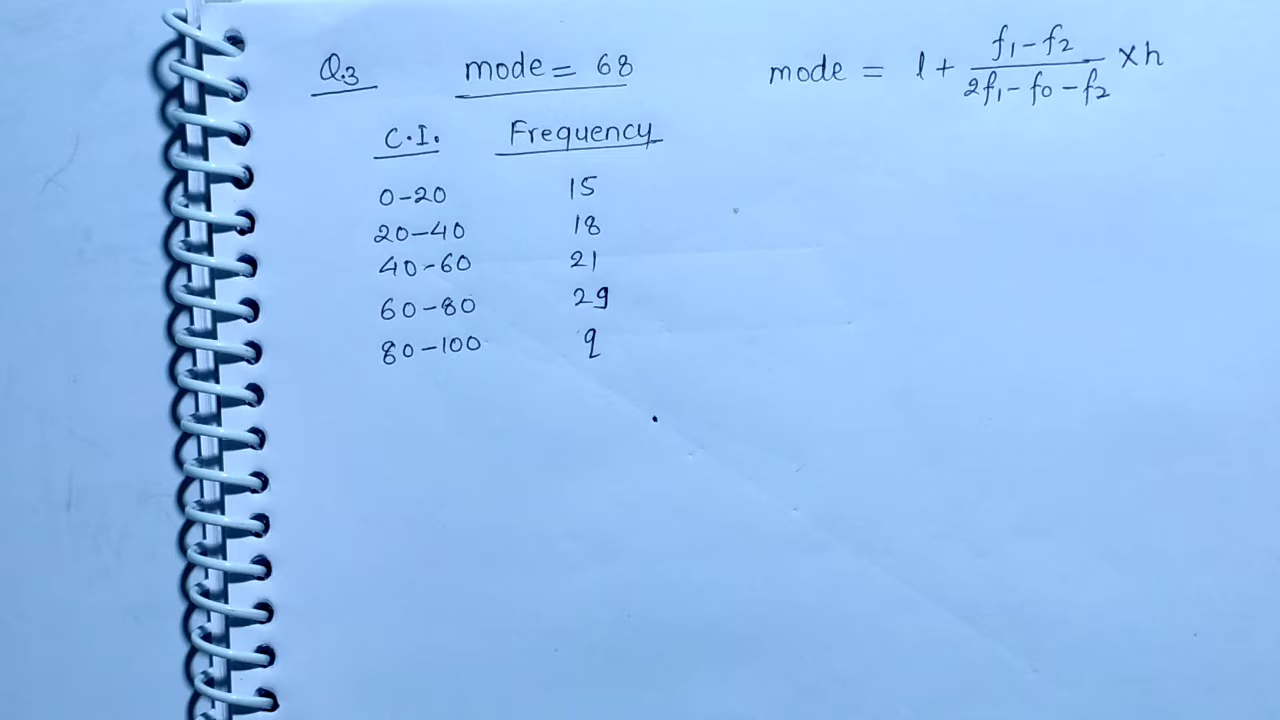 Q.3 mode = 68 mode = l + f₁-f₂ / 2f₁-f0-f₂ × h
C.I. Frequency
0-20 15
20-40 18
40-60 21
60-80 29
80-100 q